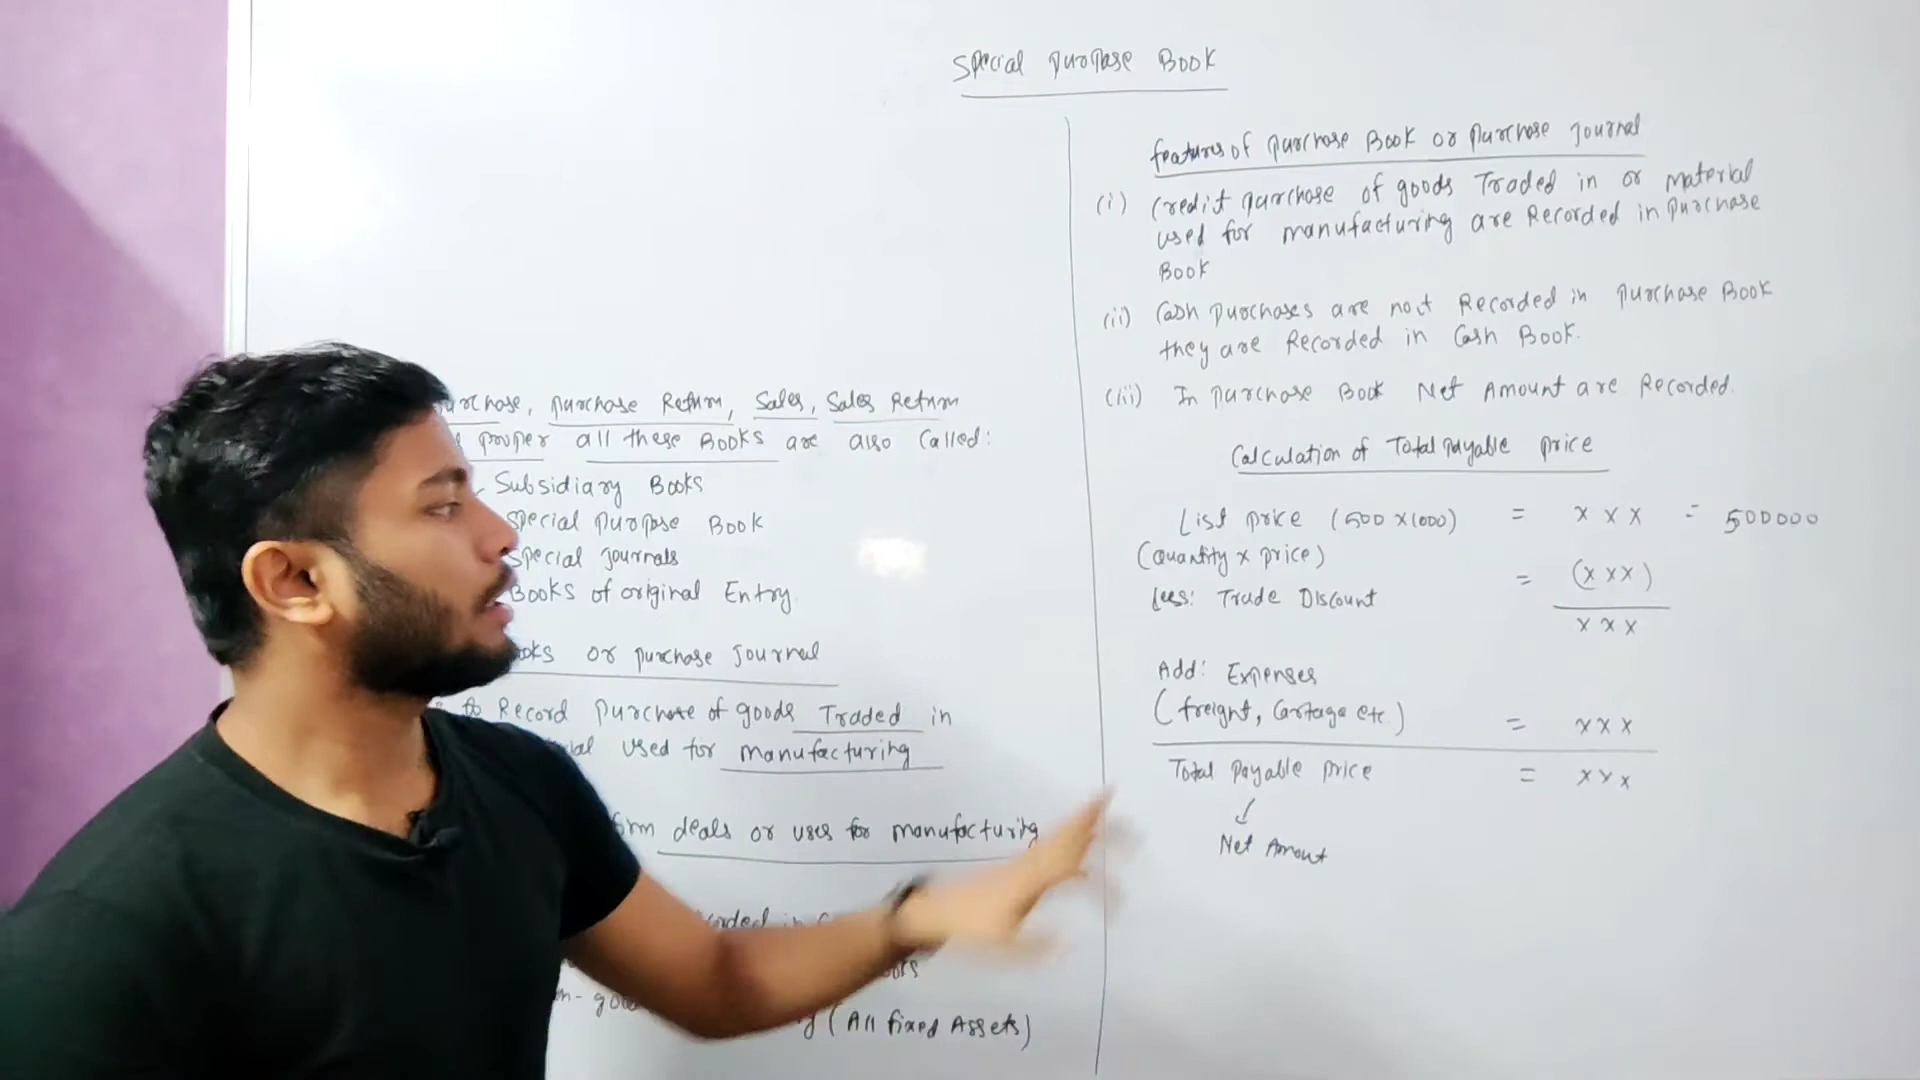 Special Purpose Book
Purchase, Purchase Return, Sales, Sales Return
proper all these Books are also Called:
Subsidiary Books
Special Purpose Book
Special Journals
Books of original Entry
or purchase Journal
to Record purchase of goods Traded in
used for manufacturing
deals or uses for manufacturing
in
(All fixed Assets)
features of Purchase Book or Purchase Journal
(i) Credit purchase of goods Traded in or material
used for manufacturing are Recorded in Purchase
Book
(ii) Cash Purchases are not Recorded in Purchase Book
they are Recorded in Cash Book.
(iii) In Purchase Book Net Amount are Recorded.
Calculation of Total Payable Price
List price (500 x 1000) = x x x = 500000
(Quantity x price)
Less: Trade Discount = (x x x)
x x x
Add: Expenses
(freight, Cartage etc.) = x x x
Total Payable Price = x x x
Net Amout